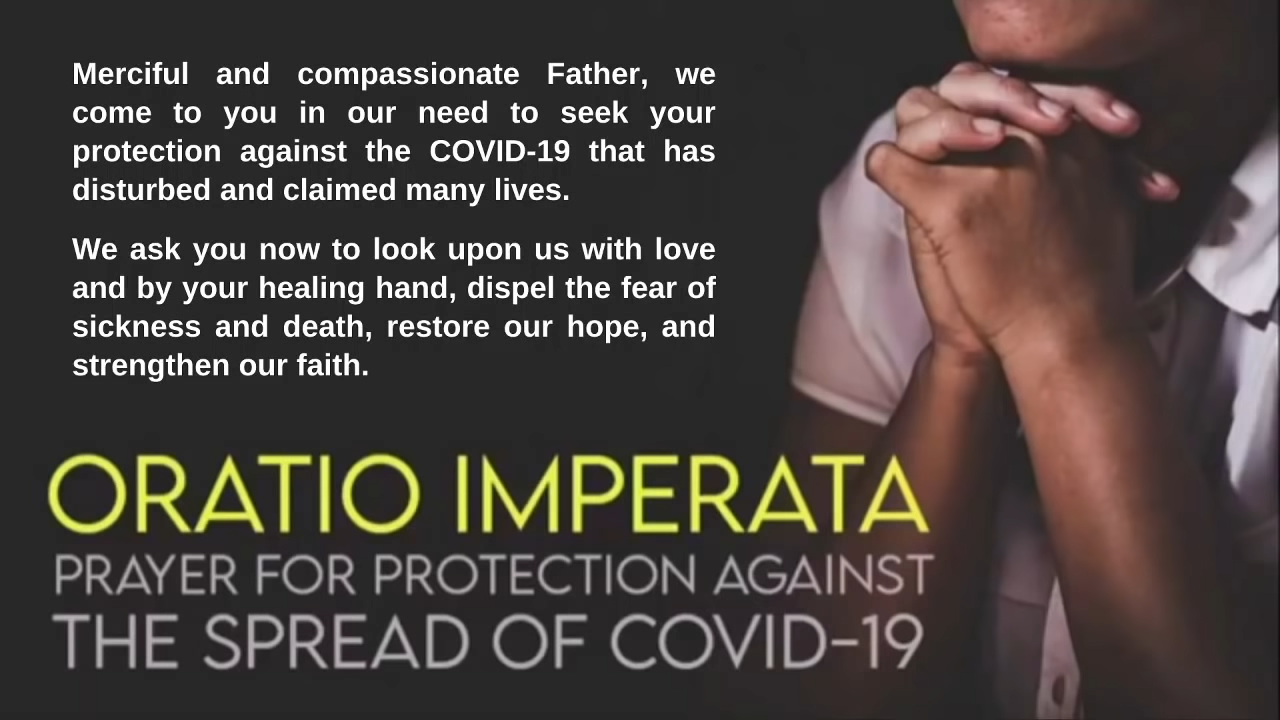 Merciful and compassionate Father, we
come to you in our need to seek your
protection against the COVID-19 that has
disturbed and claimed many lives.
We ask you now to look upon us with love
and by your healing hand, dispel the fear of
sickness and death, restore our hope, and
strengthen our faith.
ORATIO IMPERATA
PRAYER FOR PROTECTION AGAINST
THE SPREAD OF COVID-19